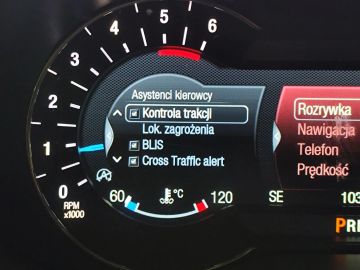 6
5
4
3
2
1
0
RPM
x1000
Asystenci kierowcy
Kontrola trakcji
Lok. zagrożenia
BLIS
Cross Traffic alert
60 °C 120
Rozrywka
Nawigacja
Telefon
Prędkość
SE 103
PR